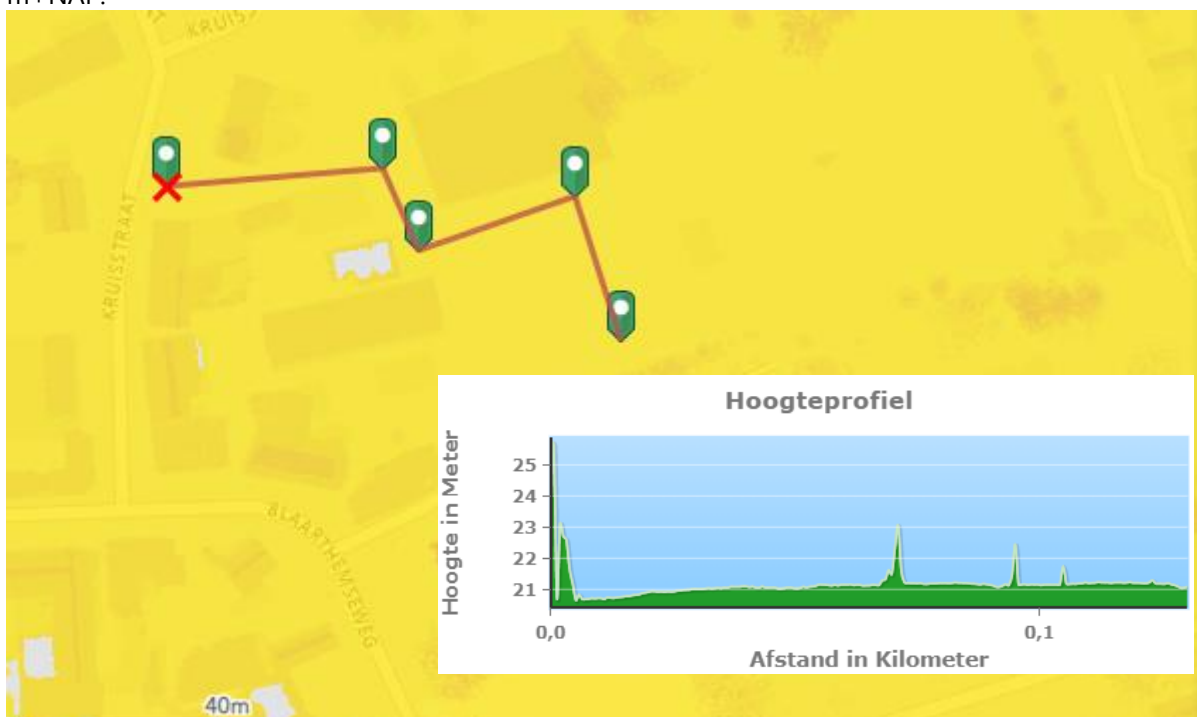 KRUISS
KRUISSTRAAT
BLAARTHEMSEWEG
40m
Hoogteprofiel
Hoogte in Meter
25
24
23
22
21
0,0
0,1
Afstand in Kilometer